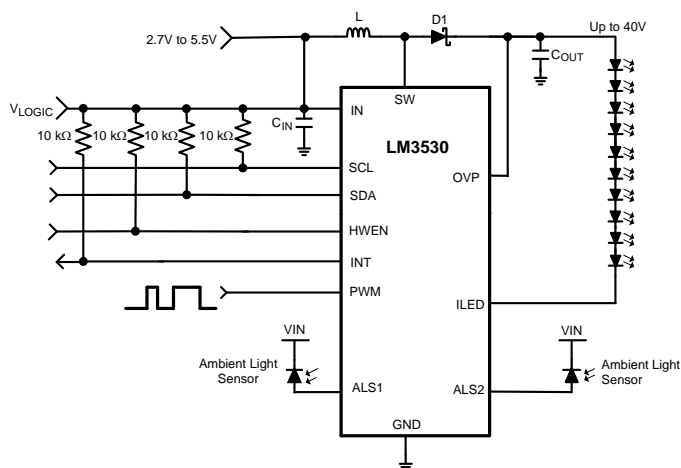 L
D1
2.7V to 5.5V
Up to 40V
COUT
SW
VLOGIC
IN
CIN
10 kΩ 10 kΩ 10 kΩ 10 kΩ
LM3530
SCL
OVP
SDA
HWEN
INT
PWM
ILED
VIN
VIN
Ambient Light
Sensor
Ambient Light
Sensor
ALS1
ALS2
GND